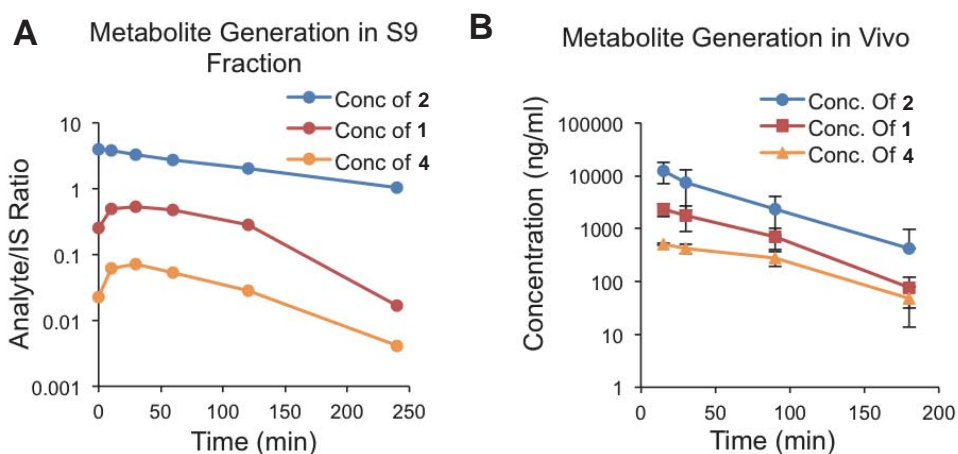 A
Metabolite Generation in S9
Fraction
Conc of 2
Conc of 1
Conc of 4
Analyte/IS Ratio
10
1
0.1
0.01
0.001
0 50 100 150 200 250
Time (min)
B
Metabolite Generation in Vivo
Conc. Of 2
Conc. Of 1
Conc. Of 4
Concentration (ng/ml)
100000
10000
1000
100
10
1
0 50 100 150 200
Time (min)